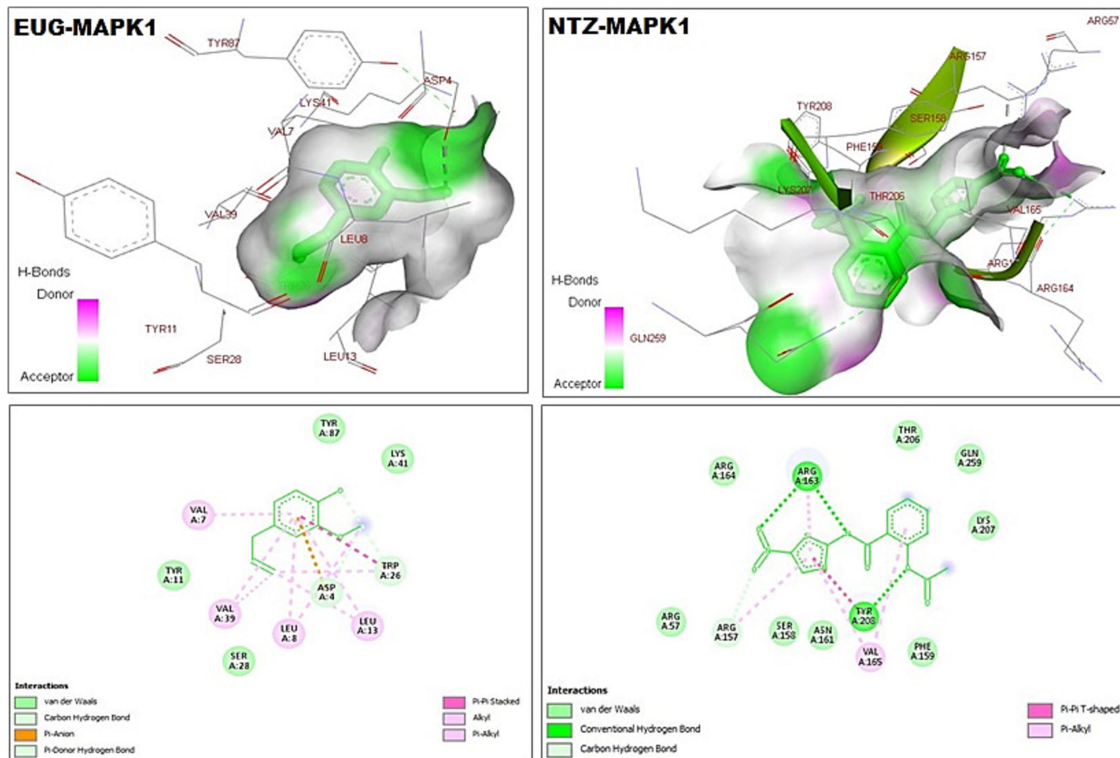 EUG-MAPK1
TYR87
ASP4
LYS41
VAL7
VAL39
LEU8
H-Bonds
Donor
TYR11
SER28
LEU13
Acceptor
NTZ-MAPK1
ARG57
ARG157
TYR208
SER158
LYS207
THR206
VAL165
H-Bonds
Donor
ARG164
GLN259
Acceptor
TYR
A:87
LYS
A:41
VAL
A:7
TYR
A:11
TRP
A:26
ASP
A:4
VAL
A:39
LEU
A:8
LEU
A:13
SER
A:28
Interactions
van der Waals
Carbon Hydrogen Bond
Pi-Anion
Pi-Donor Hydrogen Bond
Pi-Pi Stacked
Alkyl
Pi-Alkyl
THR
A:206
ARG
A:164
ARG
A:163
GLN
A:259
LYS
A:207
ARG
A:57
ARG
A:157
SER
A:158
ASN
A:161
TYR
A:208
VAL
A:165
PHE
A:159
Interactions
van der Waals
Conventional Hydrogen Bond
Carbon Hydrogen Bond
Pi-Pi T-shaped
Pi-Alkyl